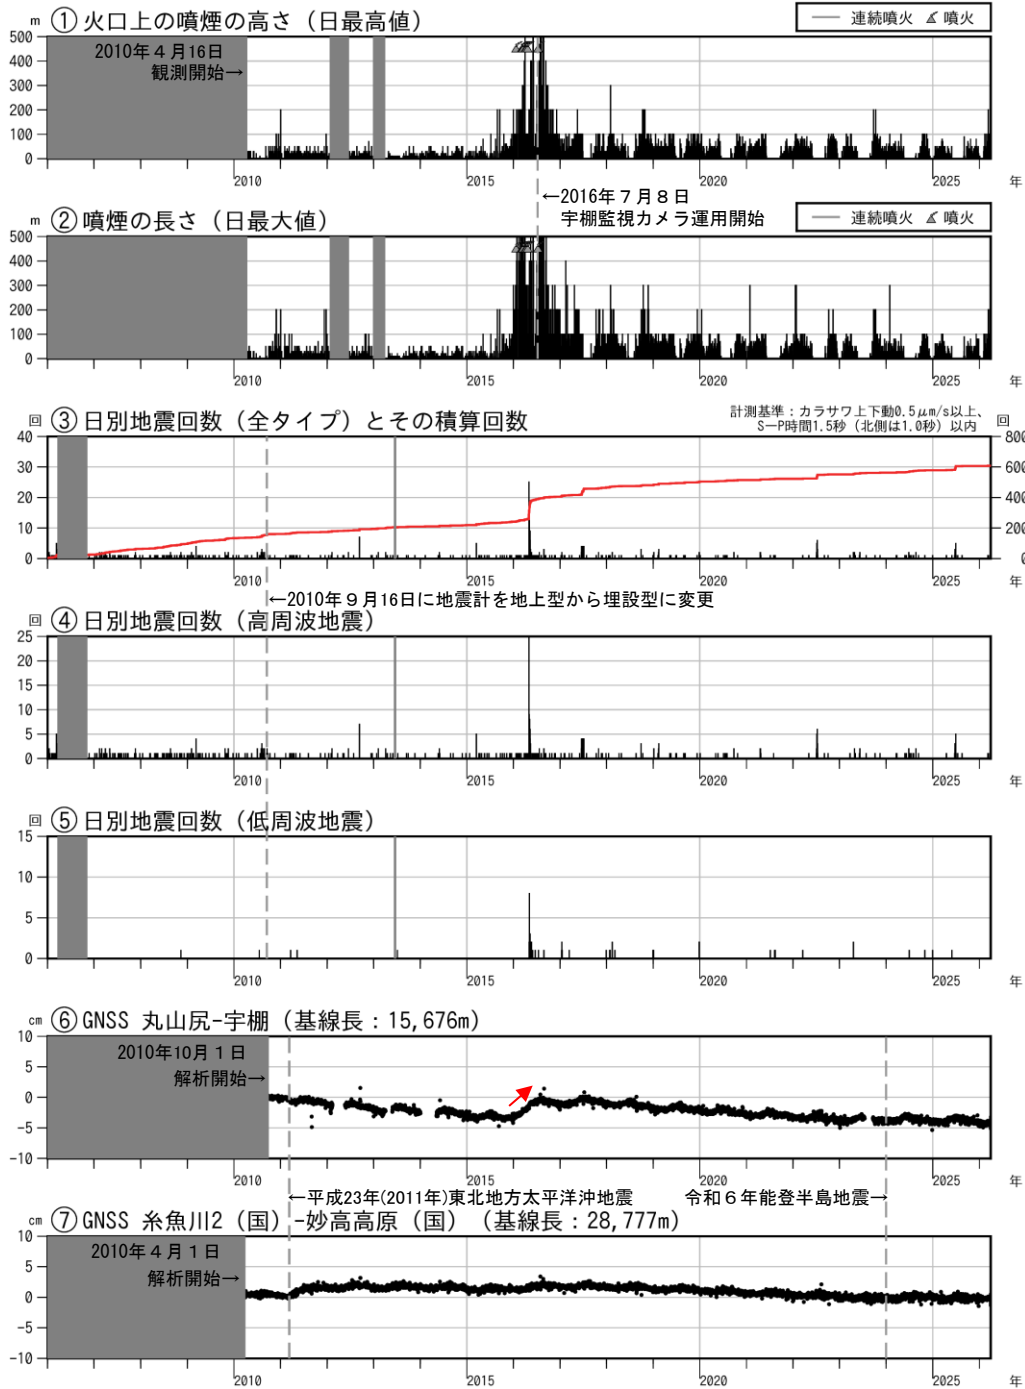 m ①火口上の噴煙の高さ（日最高値）
連続噴火 噴火
500
400
300
200
100
0
2010年４月16日
観測開始→
2010 2015 2020 2025 年
←2016年７月８日
宇棚監視カメラ運用開始
m ②噴煙の長さ（日最大値）
連続噴火 噴火
500
400
300
200
100
0
2010 2015 2020 2025 年
回 ③日別地震回数（全タイプ）とその積算回数
計測基準：カラサワ上下動0.5μm/s以上、
S－P時間1.5秒（北側は1.0秒）以内 回
40 800
30 600
20 400
10 200
0 0
2010 2015 2020 2025 年
←2010年９月16日に地震計を地上型から埋設型に変更
回 ④日別地震回数（高周波地震）
25
20
15
10
5
0
2010 2015 2020 2025 年
回 ⑤日別地震回数（低周波地震）
15
10
5
0
2010 2015 2020 2025 年
cm ⑥GNSS 丸山尻-宇棚（基線長：15,676m）
10
5
0
-5
-10
2010年10月１日
解析開始→
2010 2015 2020 2025 年
←平成23年(2011年)東北地方太平洋沖地震 令和６年能登半島地震→
cm ⑦GNSS 糸魚川2（国）-妙高高原（国）（基線長：28,777m）
10
5
0
-5
-10
2010年４月１日
解析開始→
2010 2015 2020 2025 年